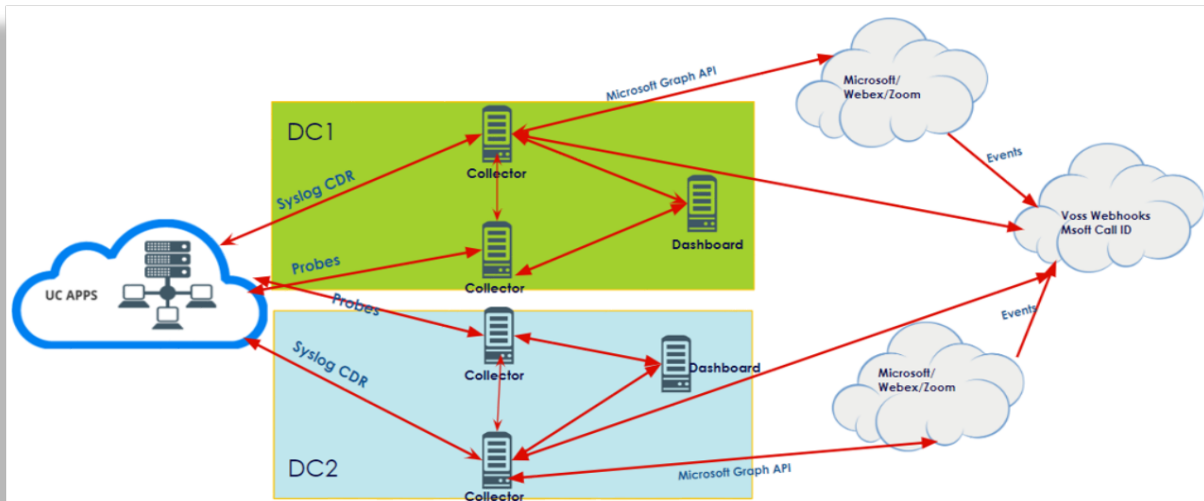 Microsoft Graph API
Microsoft/
Webex/Zoom
DC1
Syslog CDR
Collector
Events
Voss Webhooks
Msoft Call ID
Dashboard
Probes
Collector
UC APPS
Probes
Events
Syslog CDR
Collector
Dashboard
Microsoft/
Webex/Zoom
DC2
Collector
Microsoft Graph API